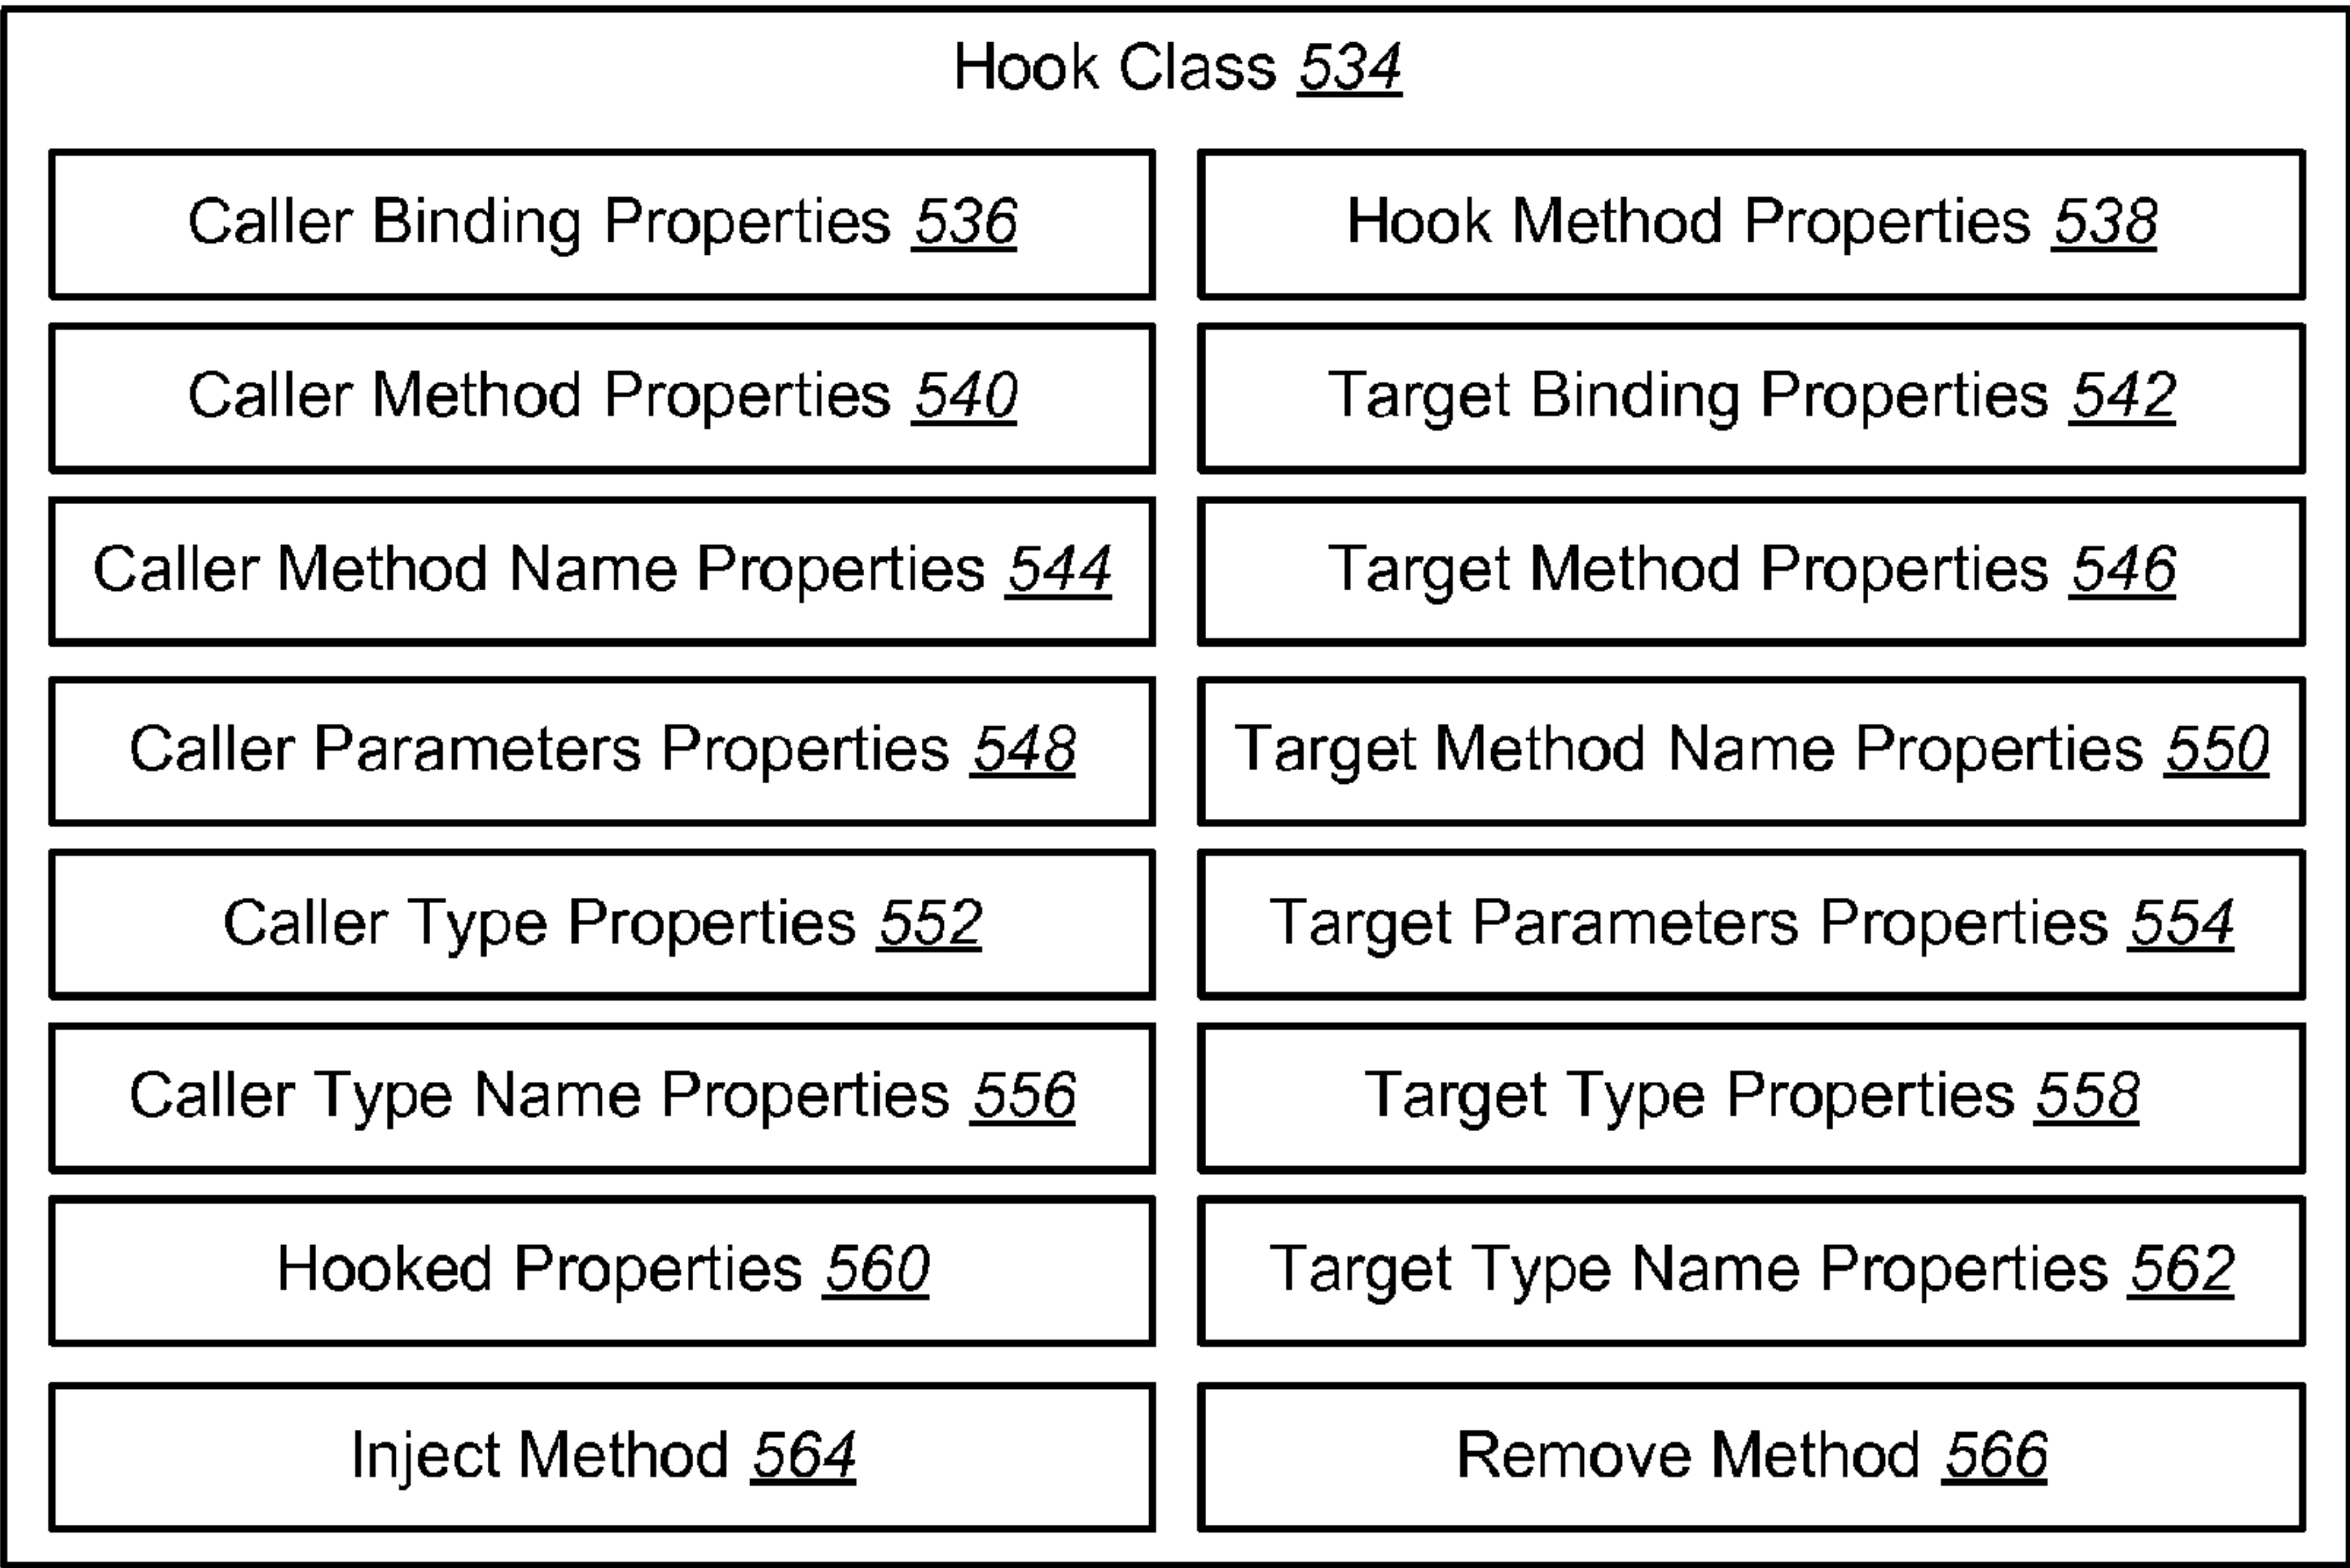 Hook Class 534
Caller Binding Properties 536
Hook Method Properties 538
Caller Method Properties 540
Target Binding Properties 542
Caller Method Name Properties 544
Target Method Properties 546
Caller Parameters Properties 548
Target Method Name Properties 550
Caller Type Properties 552
Target Parameters Properties 554
Caller Type Name Properties 556
Target Type Properties 558
Hooked Properties 560
Target Type Name Properties 562
Inject Method 564
Remove Method 566